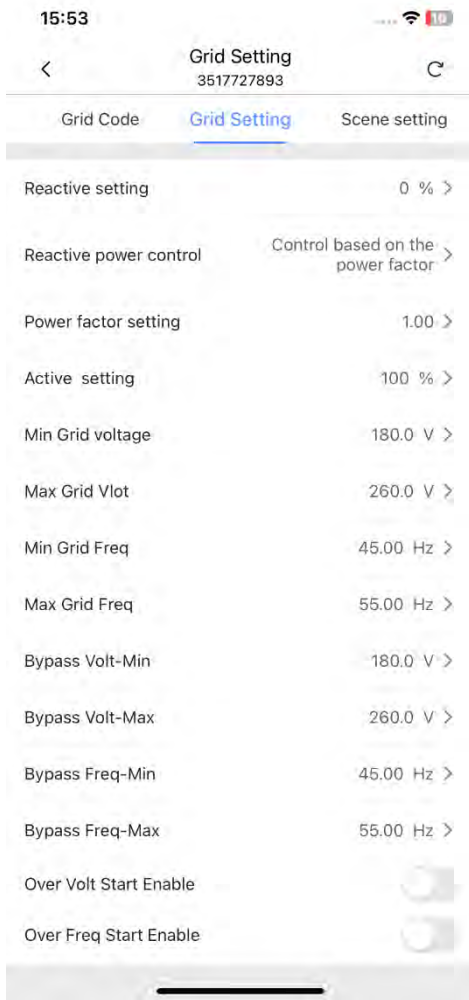 15:53
10
Grid Setting
3517727893
Grid Code Grid Setting Scene setting
Reactive setting 0 %
Reactive power control Control based on the
power factor
Power factor setting 1.00
Active setting 100 %
Min Grid voltage 180.0 V
Max Grid Vlot 260.0 V
Min Grid Freq 45.00 Hz
Max Grid Freq 55.00 Hz
Bypass Volt-Min 180.0 V
Bypass Volt-Max 260.0 V
Bypass Freq-Min 45.00 Hz
Bypass Freq-Max 55.00 Hz
Over Volt Start Enable
Over Freq Start Enable